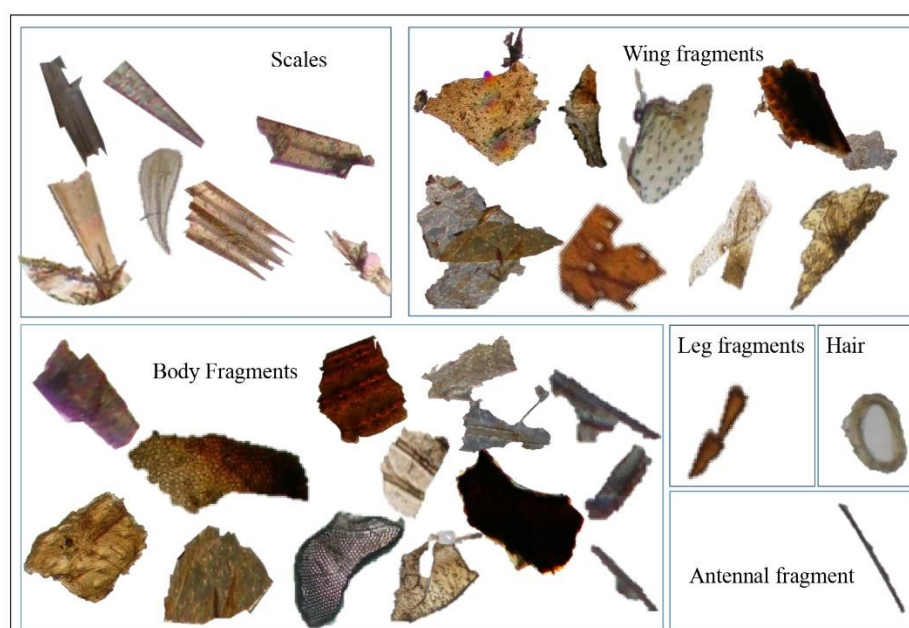 Scales
Wing fragments
Body Fragments
Leg fragments
Hair
Antennal fragment